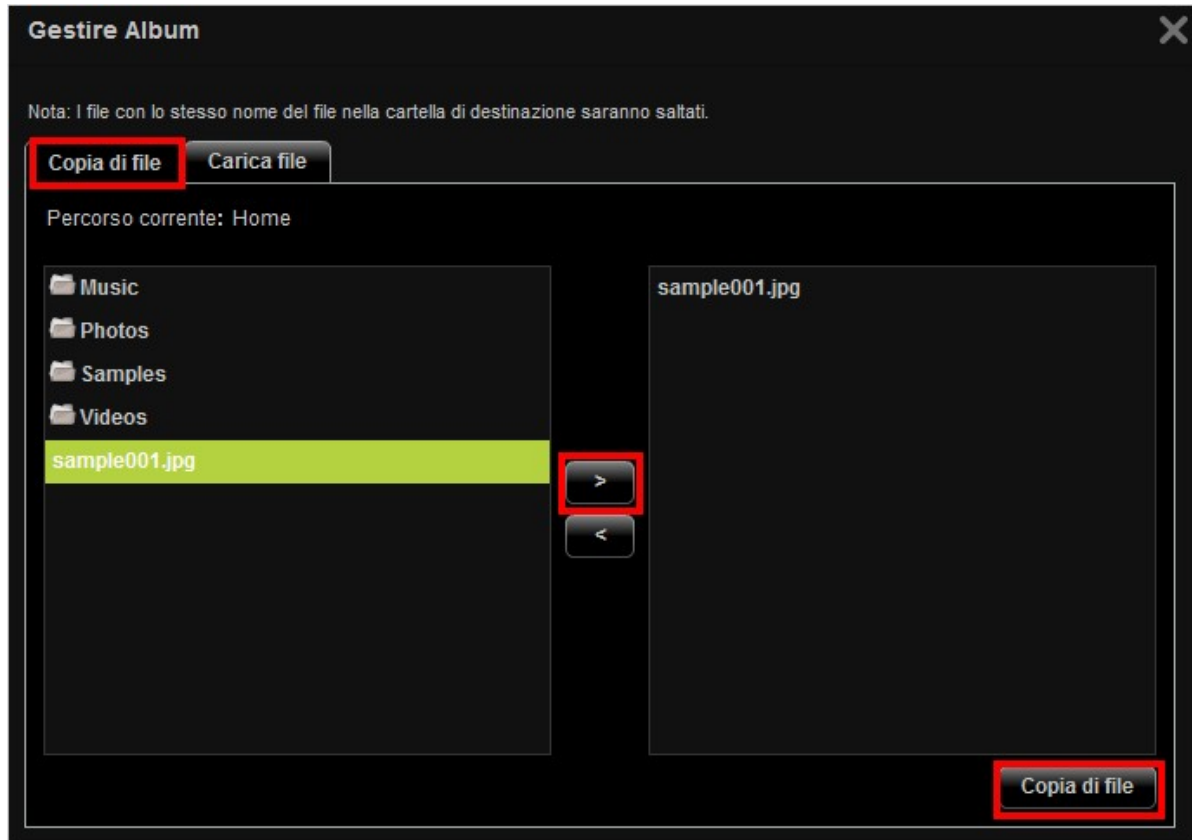 Gestire Album
Nota: I file con lo stesso nome del file nella cartella di destinazione saranno saltati.
Copia di file
Carica file
Percorso corrente: Home
Music
Photos
Samples
Videos
sample001.jpg
sample001.jpg
>
<
Copia di file